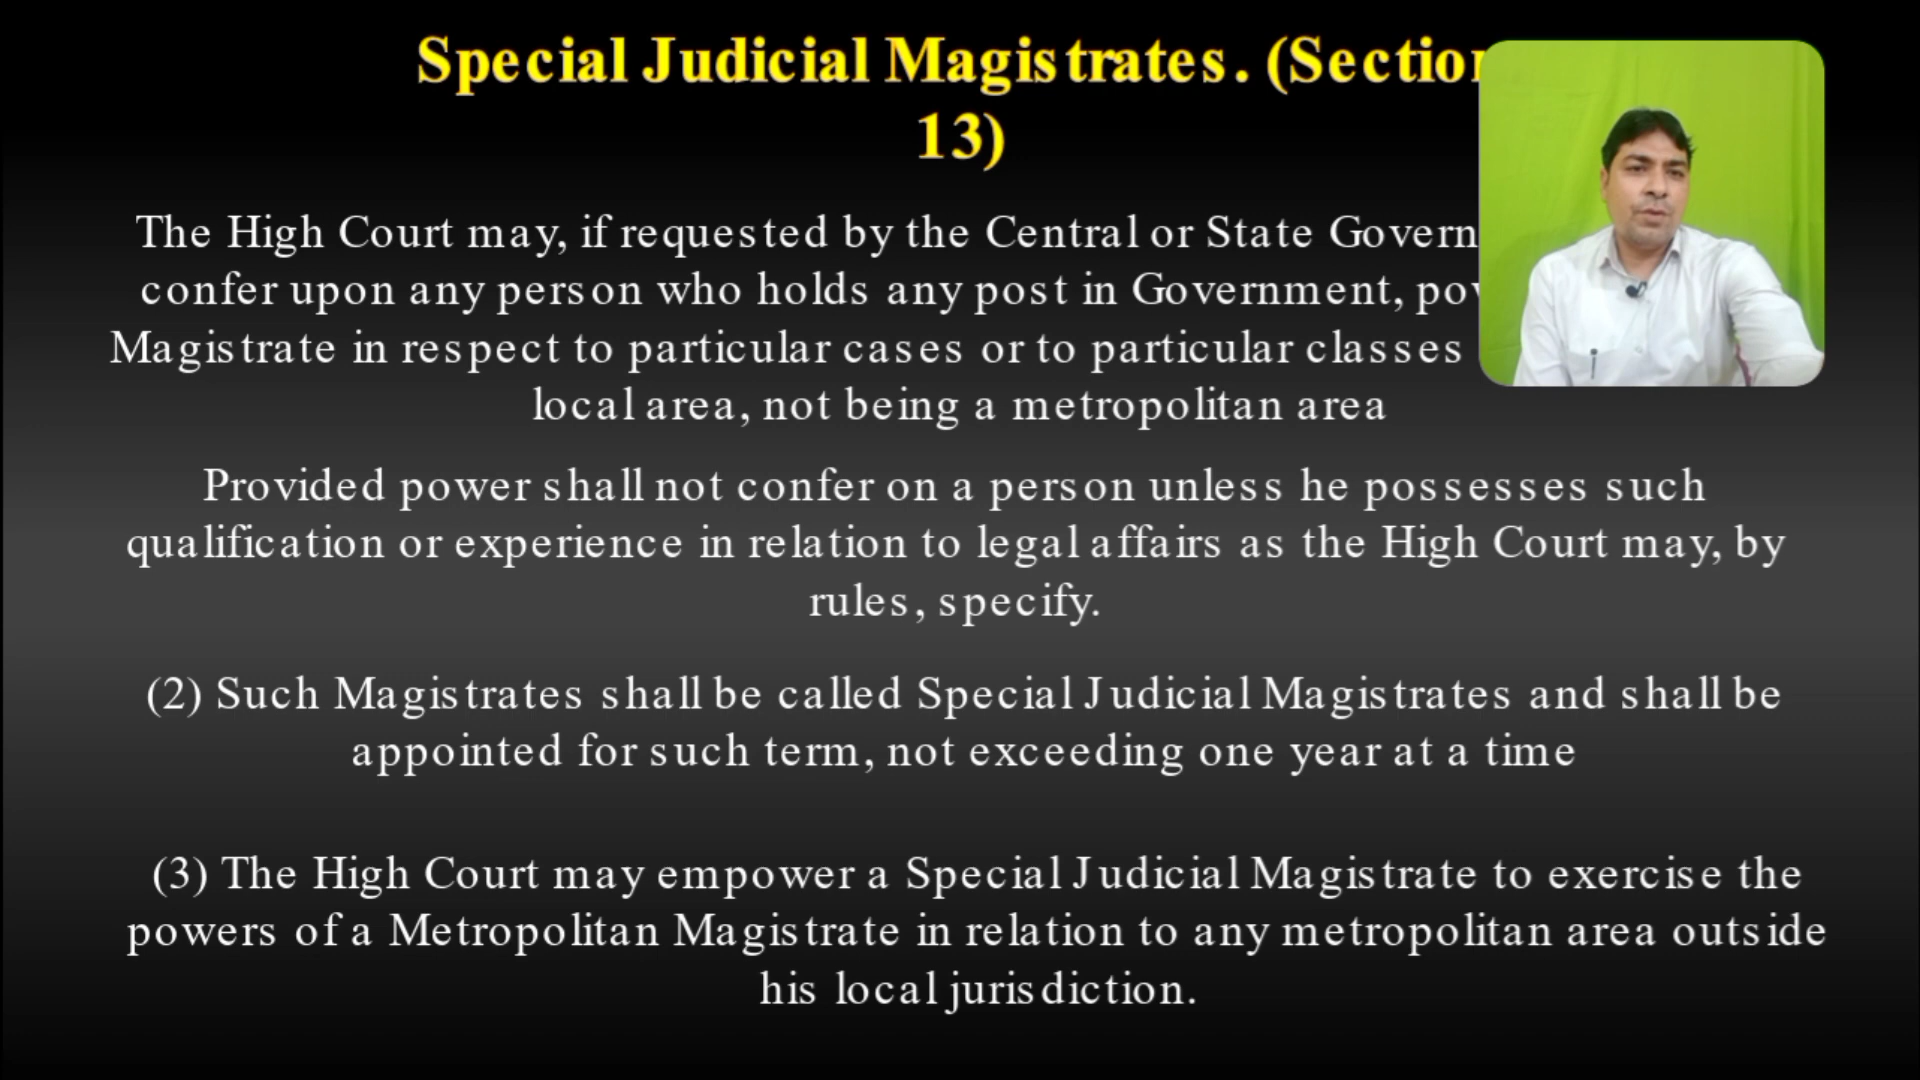 Special Judicial Magistrates. (Section
13)
The High Court may, if requested by the Central or State
confer upon any person who holds any post in Government,
Magistrate in respect to particular cases or to particular classes
local area, not being a metropolitan area
Provided power shall not confer on a person unless he possesses such
qualification or experience in relation to legal affairs as the High Court may, by
rules, specify.
(2) Such Magistrates shall be called Special Judicial Magistrates and shall be
appointed for such term, not exceeding one year at a time
(3) The High Court may empower a Special Judicial Magistrate to exercise the
powers of a Metropolitan Magistrate in relation to any metropolitan area outside
his local jurisdiction.